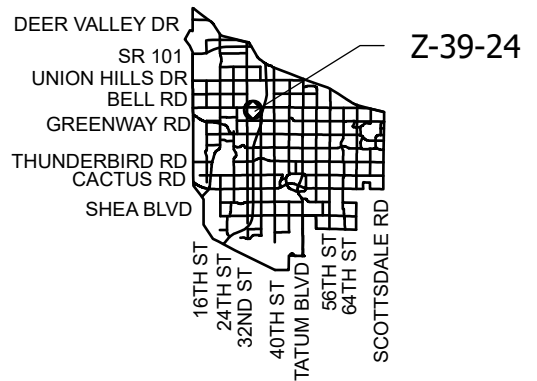 DEER VALLEY DR
Z-39-24
SR 101
UNION HILLS DR
BELL RD
GREENWAY RD
THUNDERBIRD RD
CACTUS RD
SHEA BLVD
16TH ST
24TH ST
32ND ST
40TH ST
TATUM BLVD
56TH ST
64TH ST
SCOTTSDALE RD